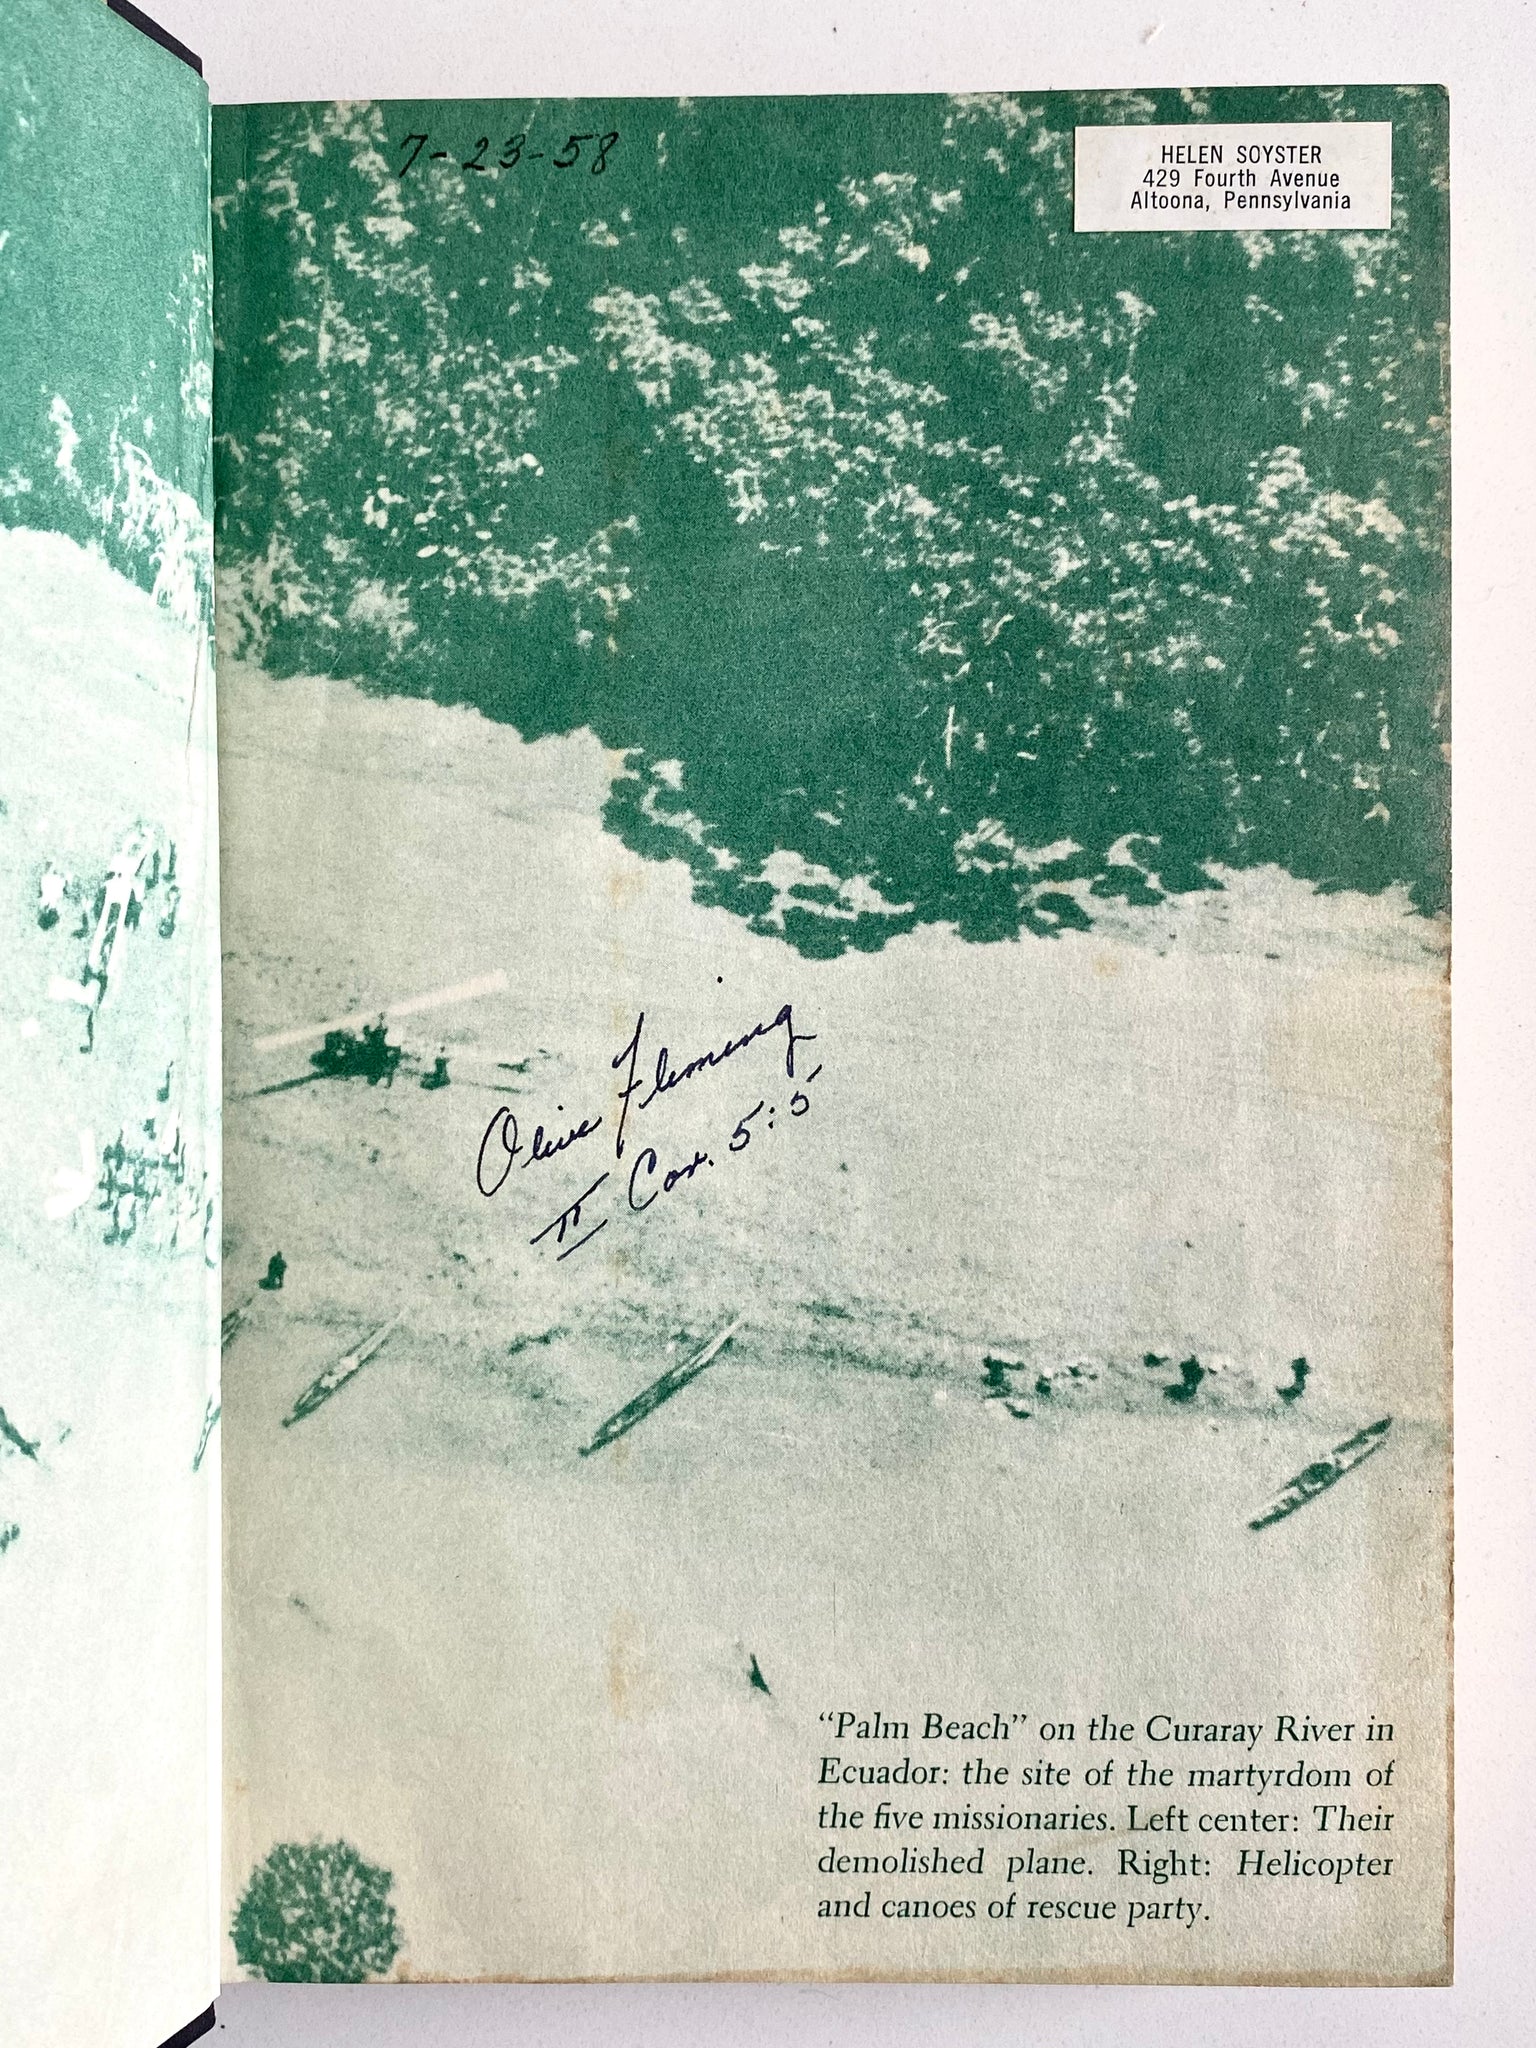 7-23-58
HELEN SOYSTER
429 Fourth Avenue
Altoona, Pennsylvania
Olive Fleming
II Cor. 5:5
“Palm Beach” on the Curaray River in
Ecuador: the site of the martyrdom of
the five missionaries. Left center: Their
demolished plane. Right: Helicopter
and canoes of rescue party.